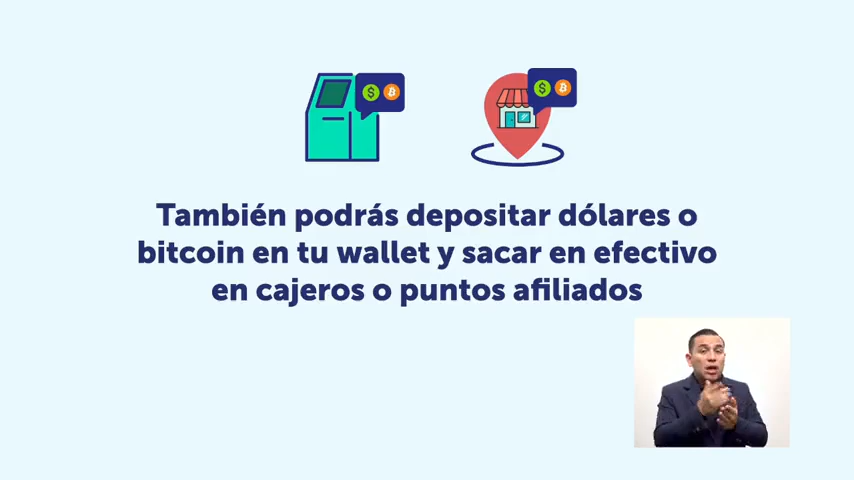 También podrás depositar dólares o
bitcoin en tu wallet y sacar en efectivo
en cajeros o puntos afiliados